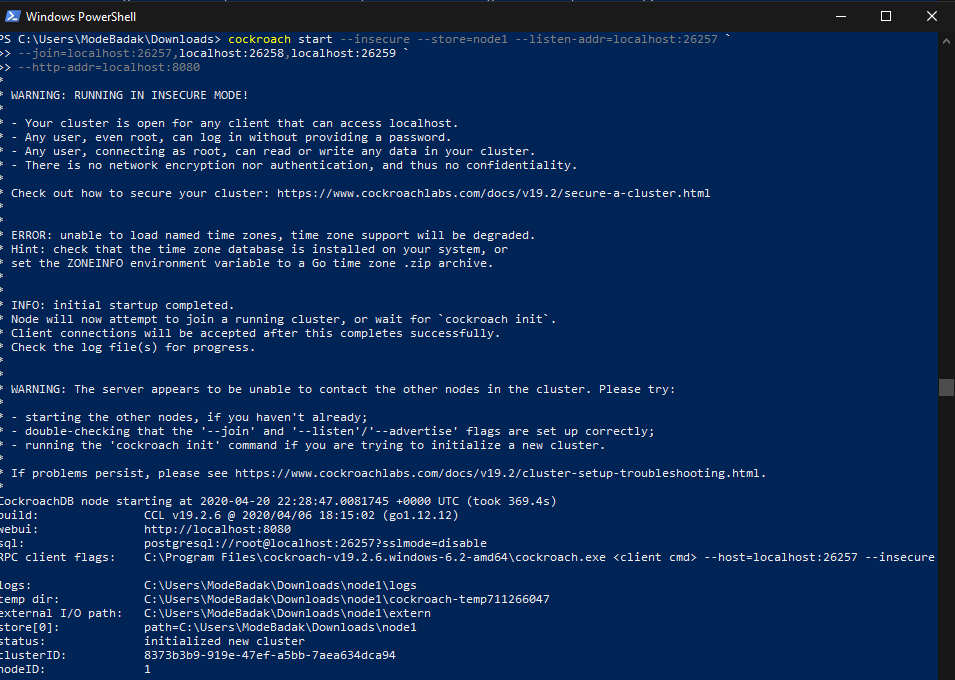 Windows PowerShell
PS C:\Users\ModeBadak\Downloads> cockroach start --insecure --store=node1 --listen-addr=localhost:26257 `
>> --join=localhost:26257,localhost:26258,localhost:26259 `
>> --http-addr=localhost:8080
*
* WARNING: RUNNING IN INSECURE MODE!
*
* - Your cluster is open for any client that can access localhost.
* - Any user, even root, can log in without providing a password.
* - Any user, connecting as root, can read or write any data in your cluster.
* - There is no network encryption nor authentication, and thus no confidentiality.
*
* Check out how to secure your cluster: https://www.cockroachlabs.com/docs/v19.2/secure-a-cluster.html
*
*
* ERROR: unable to load named time zones, time zone support will be degraded.
* Hint: check that the time zone database is installed on your system, or
* set the ZONEINFO environment variable to a Go time zone .zip archive.
*
*
* INFO: initial startup completed.
* Node will now attempt to join a running cluster, or wait for `cockroach init`.
* Client connections will be accepted after this completes successfully.
* Check the log file(s) for progress.
*
*
* WARNING: The server appears to be unable to contact the other nodes in the cluster. Please try:
*
* - starting the other nodes, if you haven't already;
* - double-checking that the '--join' and '--listen'/'--advertise' flags are set up correctly;
* - running the 'cockroach init' command if you are trying to initialize a new cluster.
*
* If problems persist, please see https://www.cockroachlabs.com/docs/v19.2/cluster-setup-troubleshooting.html.
*
CockroachDB node starting at 2020-04-20 22:28:47.0081745 +0000 UTC (took 369.4s)
build: CCL v19.2.6 @ 2020/04/06 18:15:02 (go1.12.12)
webui: http://localhost:8080
sql: postgresql://root@localhost:26257?sslmode=disable
RPC client flags: C:\Program Files\cockroach-v19.2.6.windows-6.2-amd64\cockroach.exe <client cmd> --host=localhost:26257 --insecure
logs: C:\Users\ModeBadak\Downloads\node1\logs
temp dir: C:\Users\ModeBadak\Downloads\node1\cockroach-temp711266047
external I/O path: C:\Users\ModeBadak\Downloads\node1\extern
store[0]: path=C:\Users\ModeBadak\Downloads\node1
status: initialized new cluster
clusterID: 8373b3b9-919e-47ef-a5bb-7aea634dca94
nodeID: 1